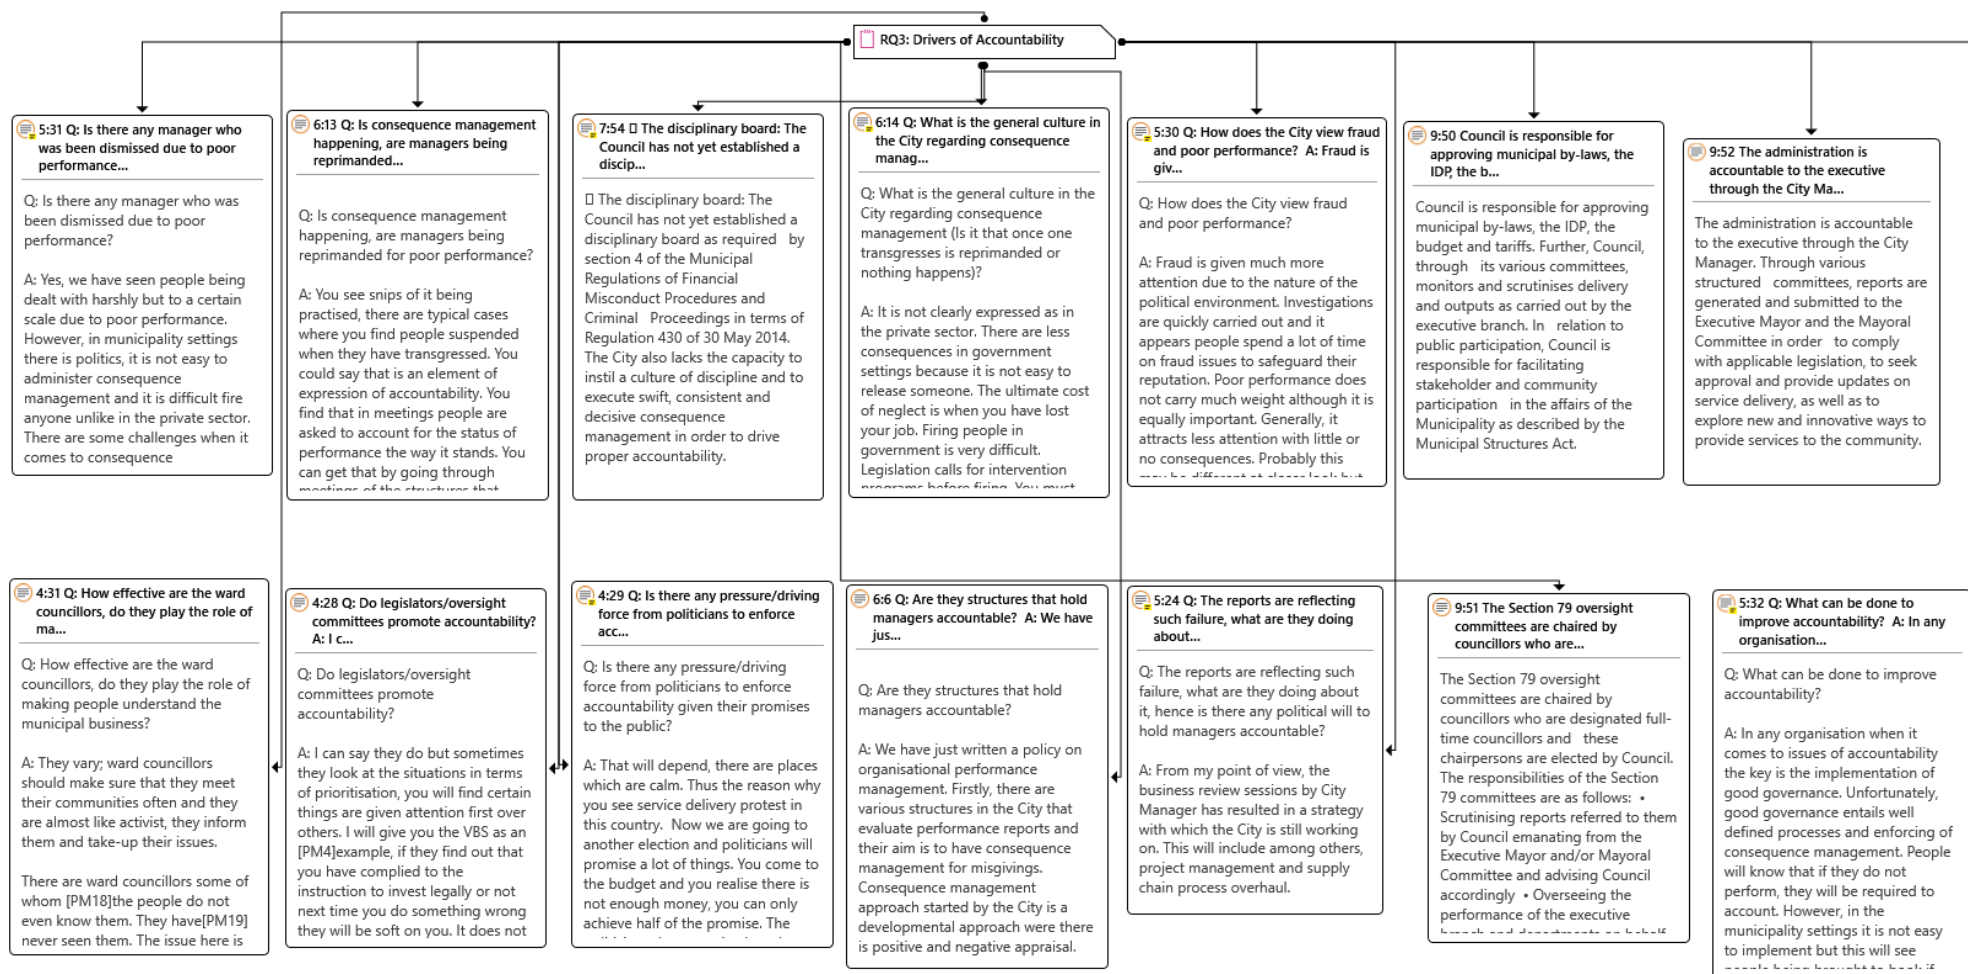 RQ3: Drivers of Accountability
5:31 Q: Is there any manager who
was been dismissed due to poor
performance...
Q: Is there any manager who was
been dismissed due to poor
performance?
A: Yes, we have seen people being
dealt with harshly but to a certain
scale due to poor performance.
However, in municipality settings
there is politics, it is not easy to
administer consequence
management and it is difficult fire
anyone unlike in the private sector.
There are some challenges when it
comes to consequence
6:13 Q: Is consequence management
happening, are managers being
reprimanded...
Q: Is consequence management
happening, are managers being
reprimanded for poor performance?
A: You see snips of it being
practised, there are typical cases
where you find people suspended
when they have transgressed. You
could say that is an element of
expression of accountability. You
find that in meetings people are
asked to account for the status of
performance the way it stands. You
can get that by going through
meetings of the structures that
7:54 ▯ The disciplinary board: The
Council has not yet established a
discip...
▯ The disciplinary board: The
Council has not yet established a
disciplinary board as required by
section 4 of the Municipal
Regulations of Financial
Misconduct Procedures and
Criminal Proceedings in terms of
Regulation 430 of 30 May 2014.
The City also lacks the capacity to
instil a culture of discipline and to
execute swift, consistent and
decisive consequence
management in order to drive
proper accountability.
6:14 Q: What is the general culture in
the City regarding consequence
manag...
Q: What is the general culture in the
City regarding consequence
management (Is it that once one
transgresses is reprimanded or
nothing happens)?
A: It is not clearly expressed as in
the private sector. There are less
consequences in government
settings because it is not easy to
release someone. The ultimate cost
of neglect is when you have lost
your job. Firing people in
government is very difficult.
Legislation calls for intervention
programs before firing. You must
5:30 Q: How does the City view fraud
and poor performance? A: Fraud is
giv...
Q: How does the City view fraud
and poor performance?
A: Fraud is given much more
attention due to the nature of the
political environment. Investigations
are quickly carried out and it
appears people spend a lot of time
on fraud issues to safeguard their
reputation. Poor performance does
not carry much weight although it is
equally important. Generally, it
attracts less attention with little or
no consequences. Probably this
may be different at closer look but
9:50 Council is responsible for
approving municipal by-laws, the
IDP, the b...
Council is responsible for approving
municipal by-laws, the IDP, the
budget and tariffs. Further, Council,
through its various committees,
monitors and scrutinises delivery
and outputs as carried out by the
executive branch. In relation to
public participation, Council is
responsible for facilitating
stakeholder and community
participation in the affairs of the
Municipality as described by the
Municipal Structures Act.
9:52 The administration is
accountable to the executive
through the City Ma...
The administration is accountable
to the executive through the City
Manager. Through various
structured committees, reports are
generated and submitted to the
Executive Mayor and the Mayoral
Committee in order to comply
with applicable legislation, to seek
approval and provide updates on
service delivery, as well as to
explore new and innovative ways to
provide services to the community.
4:31 Q: How effective are the ward
councillors, do they play the role of
ma...
Q: How effective are the ward
councillors, do they play the role of
making people understand the
municipal business?
A: They vary; ward councillors
should make sure that they meet
their communities often and they
are almost like activist, they inform
them and take-up their issues.
There are ward councillors some of
whom [PM18]the people do not
even know them. They have[PM19]
never seen them. The issue here is
4:28 Q: Do legislators/oversight
committees promote accountability?
A: I c...
Q: Do legislators/oversight
committees promote
accountability?
A: I can say they do but sometimes
they look at the situations in terms
of prioritisation, you will find certain
things are given attention first over
others. I will give you the VBS as an
[PM4]example, if they find out that
you have complied to the
instruction to invest legally or not
next time you do something wrong
they will be soft on you. It does not
4:29 Q: Is there any pressure/driving
force from politicians to enforce
acc...
Q: Is there any pressure/driving
force from politicians to enforce
accountability given their promises
to the public?
A: That will depend, there are places
which are calm. Thus the reason why
you see service delivery protest in
this country. Now we are going to
another election and politicians will
promise a lot of things. You come to
the budget and you realise there is
not enough money, you can only
achieve half of the promise. The
6:6 Q: Are they structures that hold
managers accountable? A: We have
jus...
Q: Are they structures that hold
managers accountable?
A: We have just written a policy on
organisational performance
management. Firstly, there are
various structures in the City that
evaluate performance reports and
their aim is to have consequence
management for misgivings.
Consequence management
approach started by the City is a
developmental approach were there
is positive and negative appraisal.
5:24 Q: The reports are reflecting
such failure, what are they doing
about...
Q: The reports are reflecting such
failure, what are they doing about
it, hence is there any political will to
hold managers accountable?
A: From my point of view, the
business review sessions by City
Manager has resulted in a strategy
with which the City is still working
on. This will include among others,
project management and supply
chain process overhaul.
9:51 The Section 79 oversight
committees are chaired by
councillors who are...
The Section 79 oversight
committees are chaired by
councillors who are designated full-
time councillors and these
chairpersons are elected by Council.
The responsibilities of the Section
79 committees are as follows: •
Scrutinising reports referred to them
by Council emanating from the
Executive Mayor and/or Mayoral
Committee and advising Council
accordingly • Overseeing the
performance of the executive
branch and departments on behalf
5:32 Q: What can be done to
improve accountability? A: In any
organisation...
Q: What can be done to improve
accountability?
A: In any organisation when it
comes to issues of accountability
the key is the implementation of
good governance. Unfortunately,
good governance entails well
defined processes and enforcing of
consequence management. People
will know that if they do not
perform, they will be required to
account. However, in the
municipality settings it is not easy
to implement but this will see
people being brought to book if